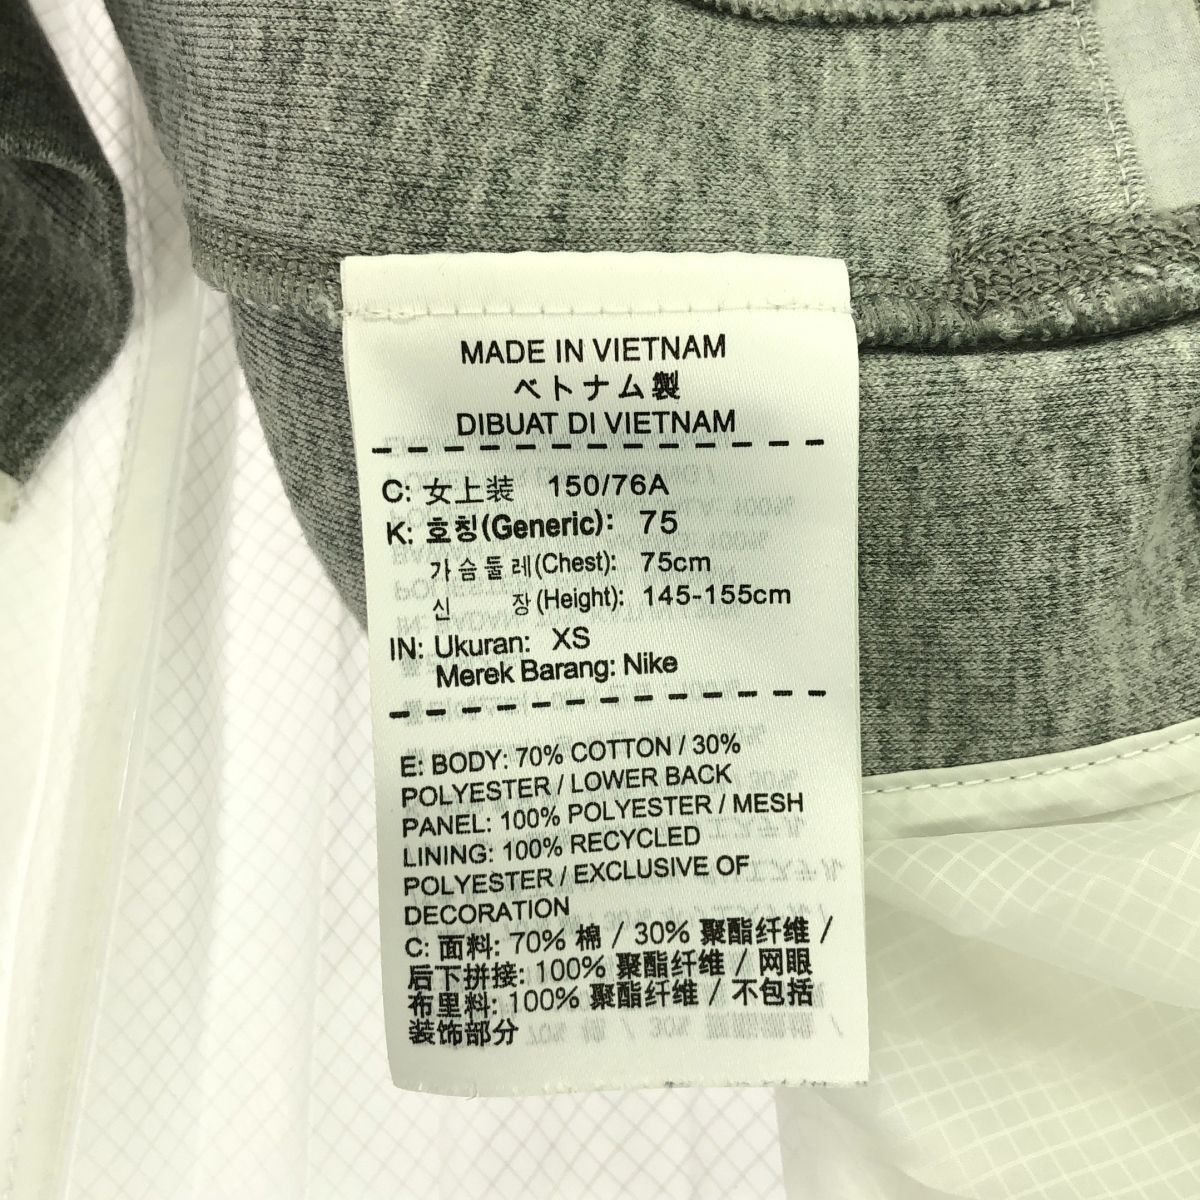 MADE IN VIETNAM
ベトナム製
DIBUAT DI VIETNAM
C: 女上装 150/76A
K: 호칭(Generic): 75
가슴둘레(Chest): 75cm
신 장(Height): 145-155cm
IN: Ukuran: XS
Merek Barang: Nike
E: BODY: 70% COTTON / 30%
POLYESTER / LOWER BACK
PANEL: 100% POLYESTER / MESH
LINING: 100% RECYCLED
POLYESTER / EXCLUSIVE OF
DECORATION
C: 面料: 70% 棉 / 30% 聚酯纤维 /
后下拼接: 100% 聚酯纤维 / 网眼
布里料: 100% 聚酯纤维 / 不包括
装饰部分